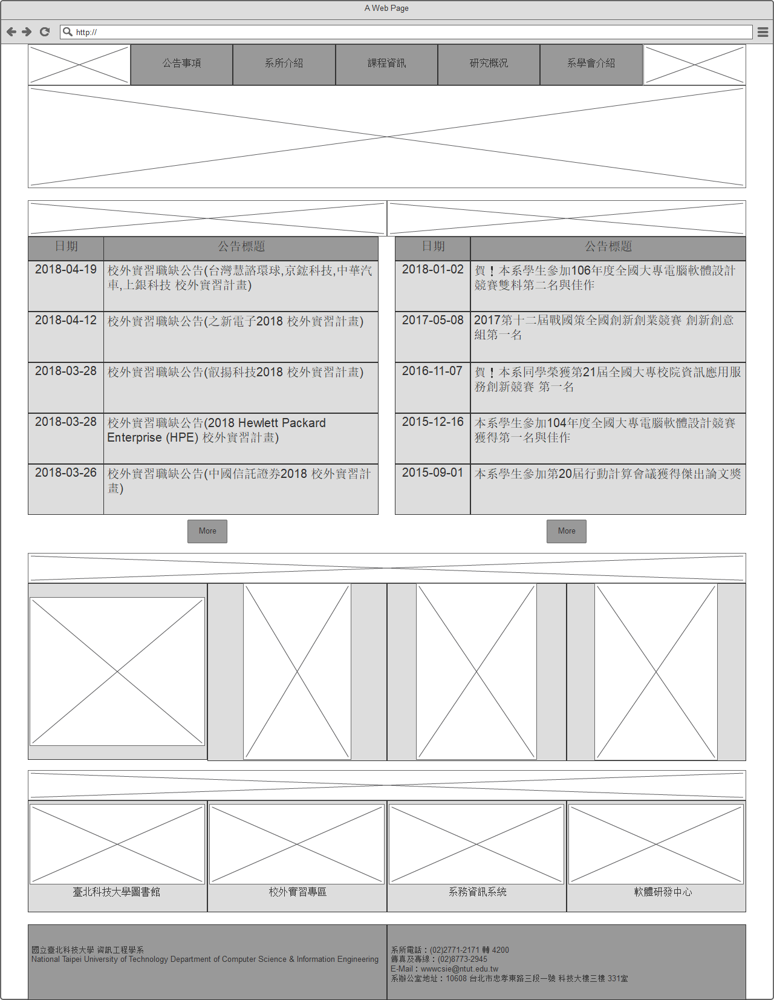 A Web Page
http://
公告事項
系所介紹
課程資訊
研究概況
系學會介紹
日期
公告標題
2018-04-19
校外實習職缺公告(台灣慧諮環球,京鋐科技,中華汽
車,上銀科技 校外實習計畫)
2018-04-12
校外實習職缺公告(之新電子2018 校外實習計畫)
2018-03-28
校外實習職缺公告(叡揚科技2018 校外實習計畫)
2018-03-28
校外實習職缺公告(2018 Hewlett Packard
Enterprise (HPE) 校外實習計畫)
2018-03-26
校外實習職缺公告(中國信託證券2018 校外實習計
畫)
More
日期
公告標題
2018-01-02
賀！本系學生參加106年度全國大專電腦軟體設計
競賽雙料第二名與佳作
2017-05-08
2017第十二屆戰國策全國創新創業競賽 創新創意
組第一名
2016-11-07
賀！本系同學榮獲第21屆全國大專校院資訊應用服
務創新競賽 第一名
2015-12-16
本系學生參加104年度全國大專電腦軟體設計競賽
獲得第一名與佳作
2015-09-01
本系學生參加第20屆行動計算會議獲得傑出論文獎
More
臺北科技大學圖書館
校外實習專區
系務資訊系統
軟體研發中心
國立臺北科技大學 資訊工程學系
National Taipei University of Technology Department of Computer Science & Information Engineering
系所電話：(02)2771-2171 轉 4200
傳真及專線：(02)8773-2945
E-Mail：wwwcsie@ntut.edu.tw
系辦公室地址：10608 台北市忠孝東路三段一號 科技大樓三樓 331室